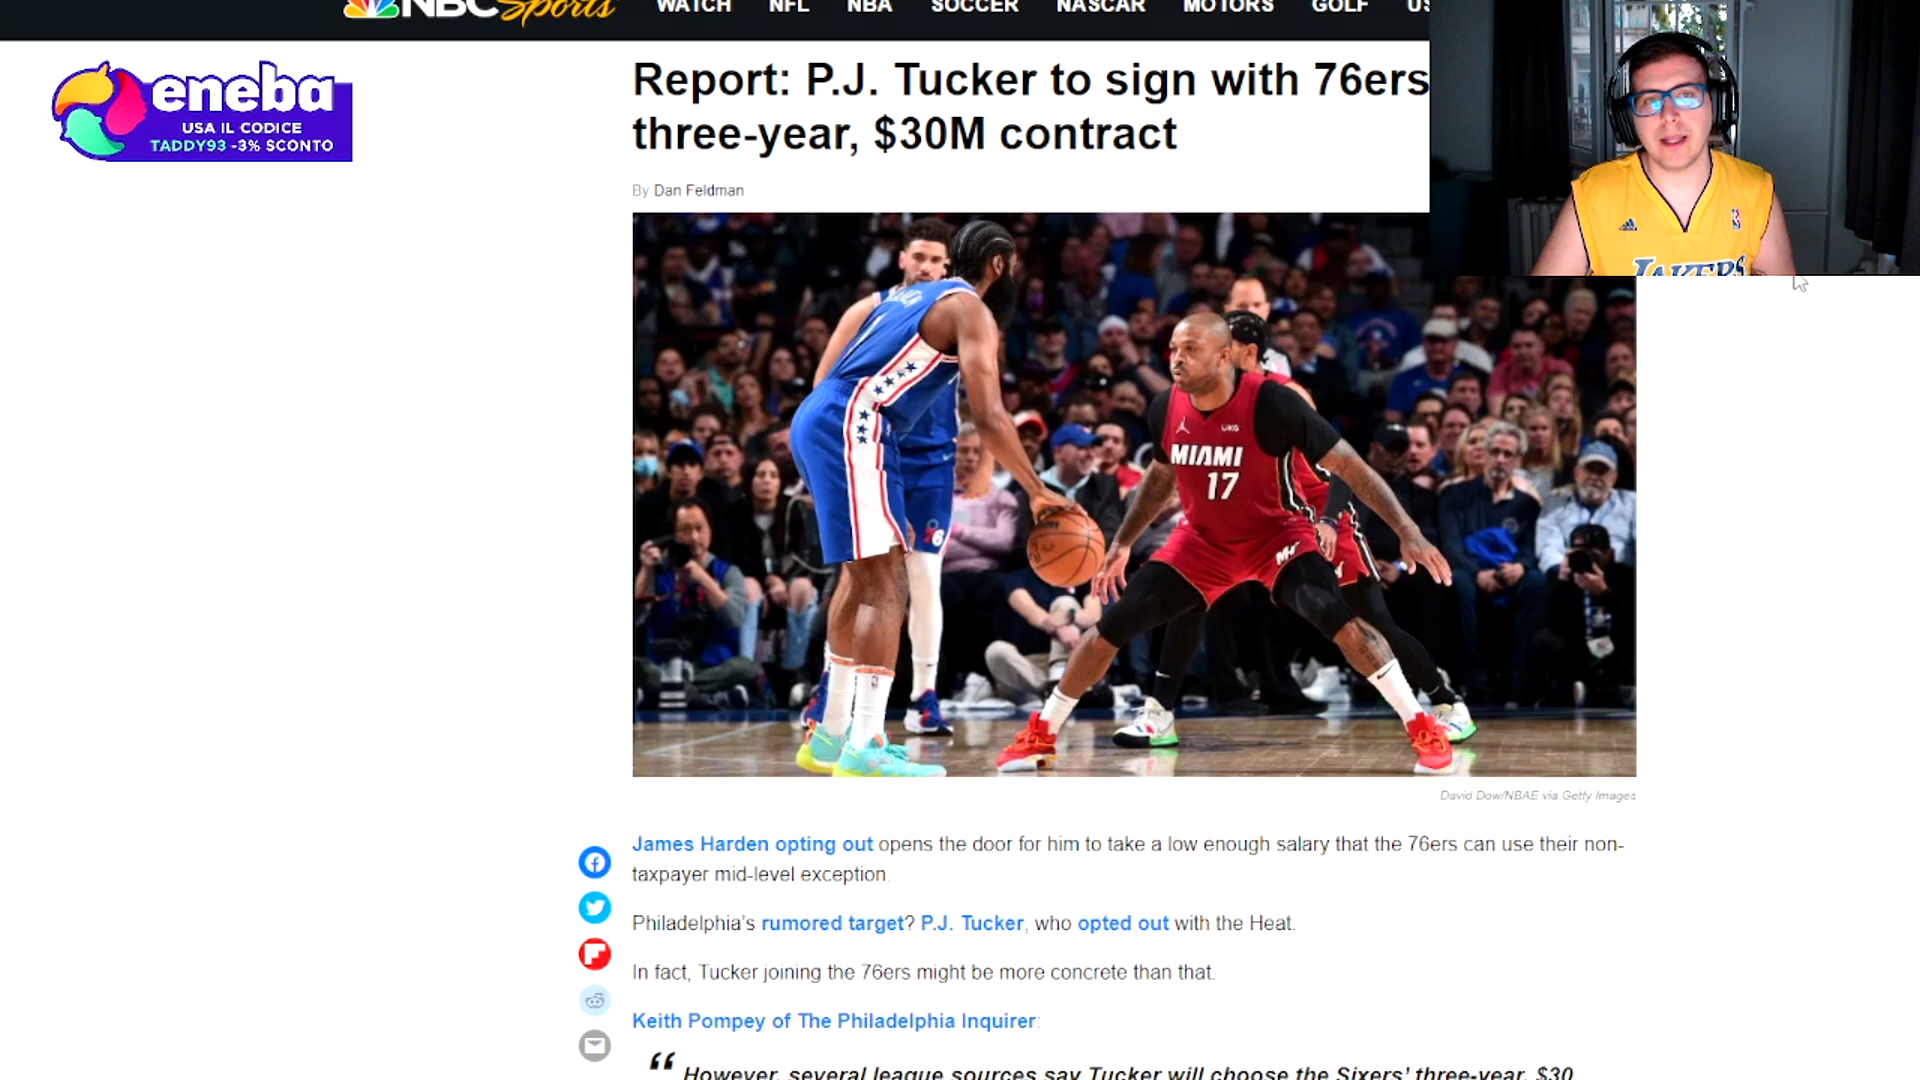 NBC Sports
WATCH NFL NBA SOCCER NASCAR MOTORS GOLF
eneba
USA IL CODICE
TADDY93 -3% SCONTO
Report: P.J. Tucker to sign with 76ers
three-year, $30M contract
By Dan Feldman
LAKERS
MIAMI
17
UKG
76
David Dow/NBAE via Getty Images
James Harden opting out opens the door for him to take a low enough salary that the 76ers can use their non-
taxpayer mid-level exception.
Philadelphia’s rumored target? P.J. Tucker, who opted out with the Heat.
In fact, Tucker joining the 76ers might be more concrete than that.
Keith Pompey of The Philadelphia Inquirer:
“ However, several league sources say Tucker will choose the Sixers’ three-year, $30